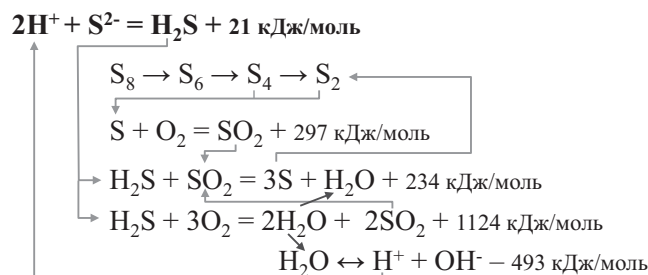 2H⁺ + S²⁻ = H₂S + 21 кДж/моль
S₈ → S₆ → S₄ → S₂
S + O₂ = SO₂ + 297 кДж/моль
H₂S + SO₂ = 3S + H₂O + 234 кДж/моль
H₂S + 3O₂ = 2H₂O + 2SO₂ + 1124 кДж/моль
H₂O ↔ H⁺ + OH⁻ – 493 кДж/моль